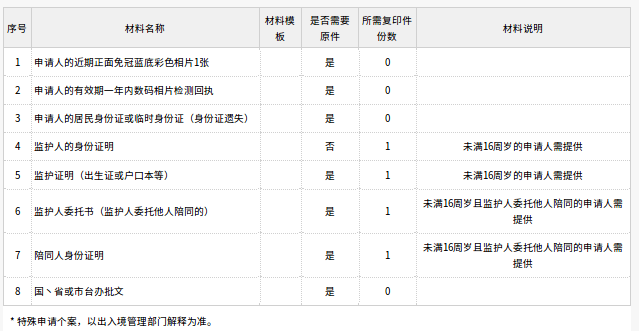 序号 材料名称 材料模板 是否需要原件 所需复印件份数 材料说明
1 申请人的近期正面免冠蓝底彩色相片1张 是 0
2 申请人的有效期一年内数码相片检测回执 是 0
3 申请人的居民身份证或临时身份证（身份证遗失） 是 0
4 监护人的身份证明 否 1 未满16周岁的申请人需提供
5 监护证明（出生证或户口本等） 是 1 未满16周岁的申请人需提供
6 监护人委托书（监护人委托他人陪同的） 是 1 未满16周岁且监护人委托他人陪同的申请人需提供
7 陪同人身份证明 是 1 未满16周岁且监护人委托他人陪同的申请人需提供
8 国丶省或市台办批文 是 0
* 特殊申请个案，以出入境管理部门解释为准。